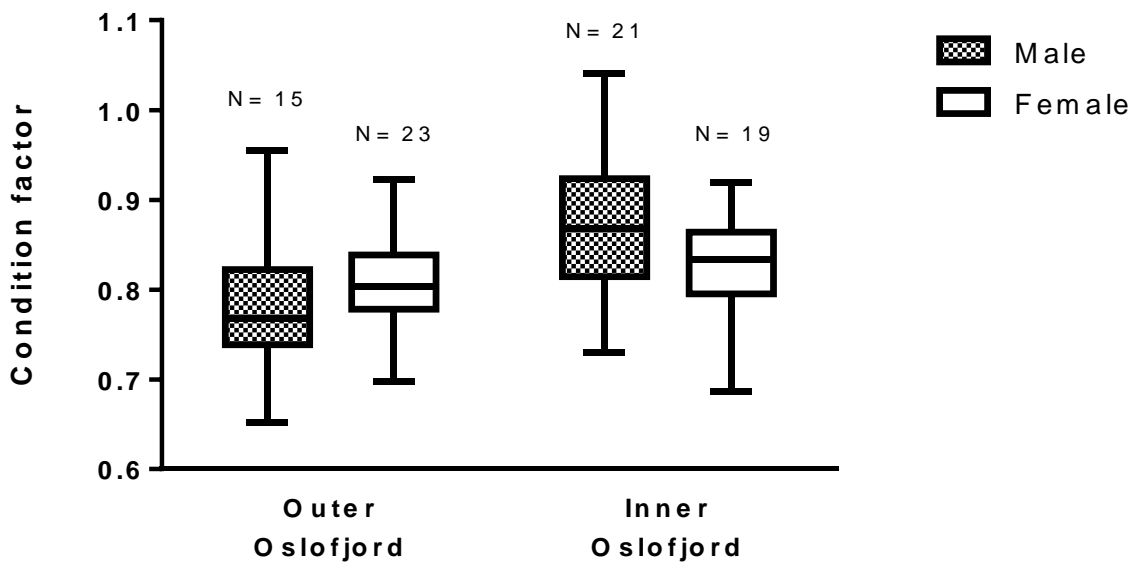 Condition factor
1.1
1.0
0.9
0.8
0.7
0.6
N= 15
N= 23
N= 21
N= 19
Outer
Oslofjord
Inner
Oslofjord
Male
Female